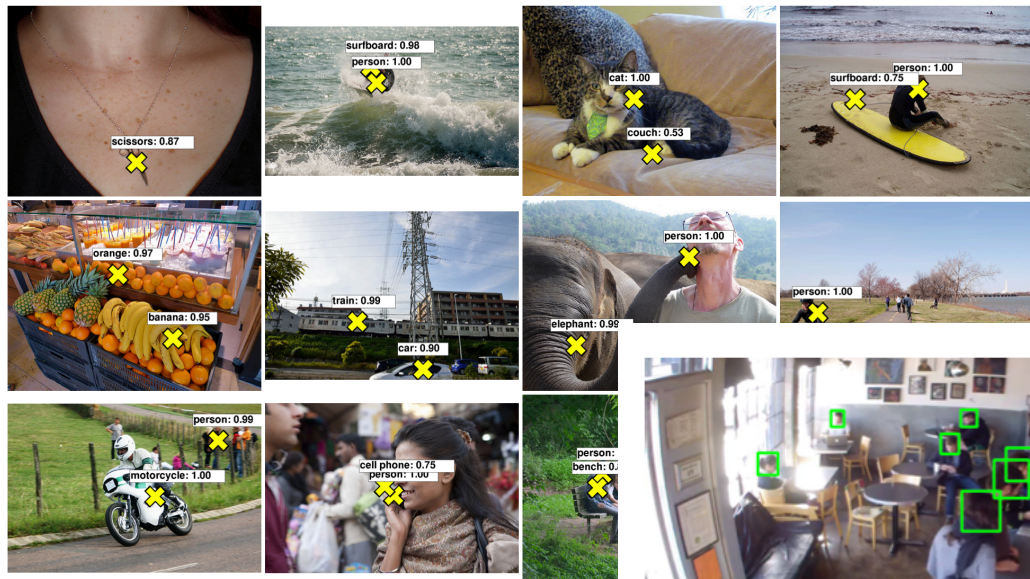 scissors: 0.87
surfboard: 0.98
person: 1.00
cat: 1.00
couch: 0.53
person: 1.00
surfboard: 0.75
orange: 0.97
banana: 0.95
train: 0.99
car: 0.90
person: 1.00
elephant: 0.99
person: 1.00
person: 0.99
motorcycle: 1.00
cell phone: 0.75
person: 1.00
person:
bench: 0.